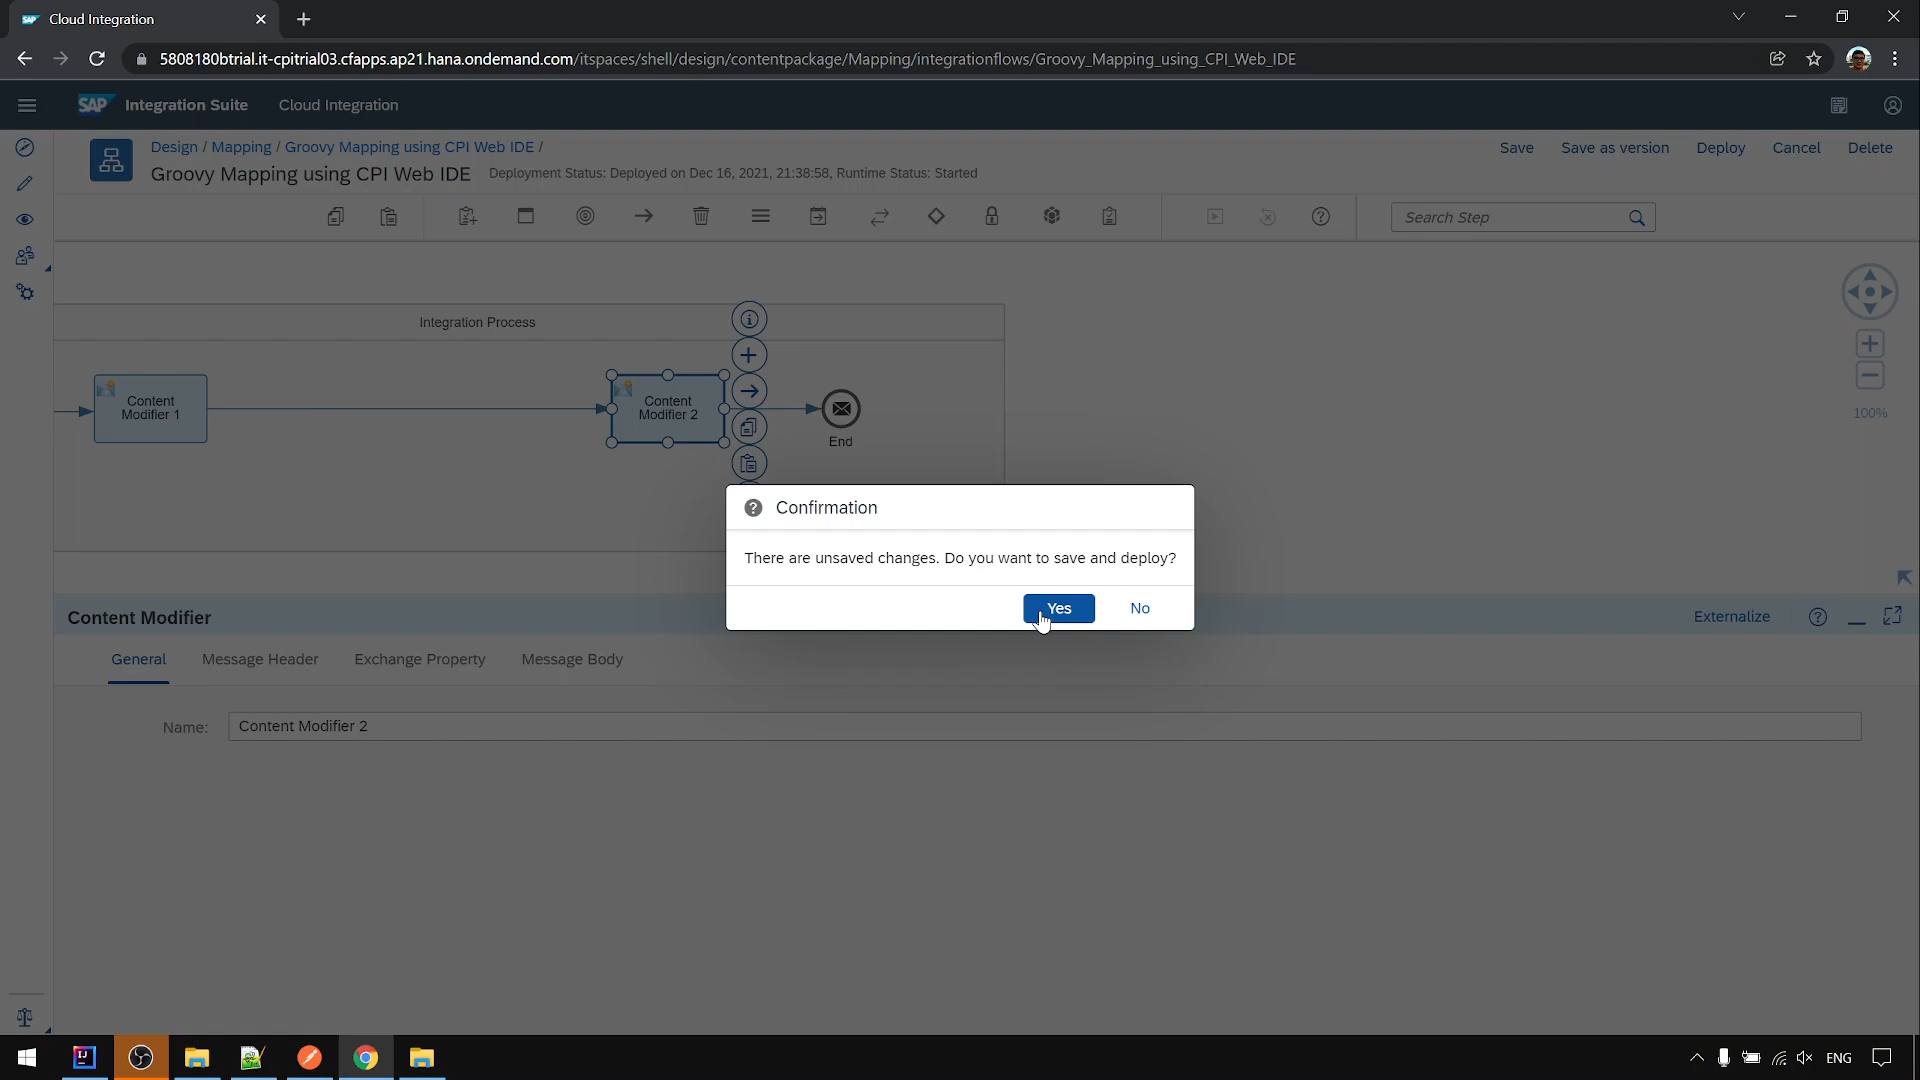 SAP Cloud Integration
5808180btrial.it-cpitrial03.cfapps.ap21.hana.ondemand.com/itspaces/shell/design/contentpackage/Mapping/integrationflows/Groovy_Mapping_using_CPI_Web_IDE
SAP Integration Suite Cloud Integration
Design / Mapping / Groovy Mapping using CPI Web IDE /
Save Save as version Deploy Cancel Delete
Groovy Mapping using CPI Web IDE Deployment Status: Deployed on Dec 16, 2021, 21:38:58, Runtime Status: Started
Search Step
Integration Process
Content
Modifier 1
Content
Modifier 2
End
100%
Confirmation
There are unsaved changes. Do you want to save and deploy?
Yes No
Content Modifier
Externalize
General Message Header Exchange Property Message Body
Name: Content Modifier 2
ENG